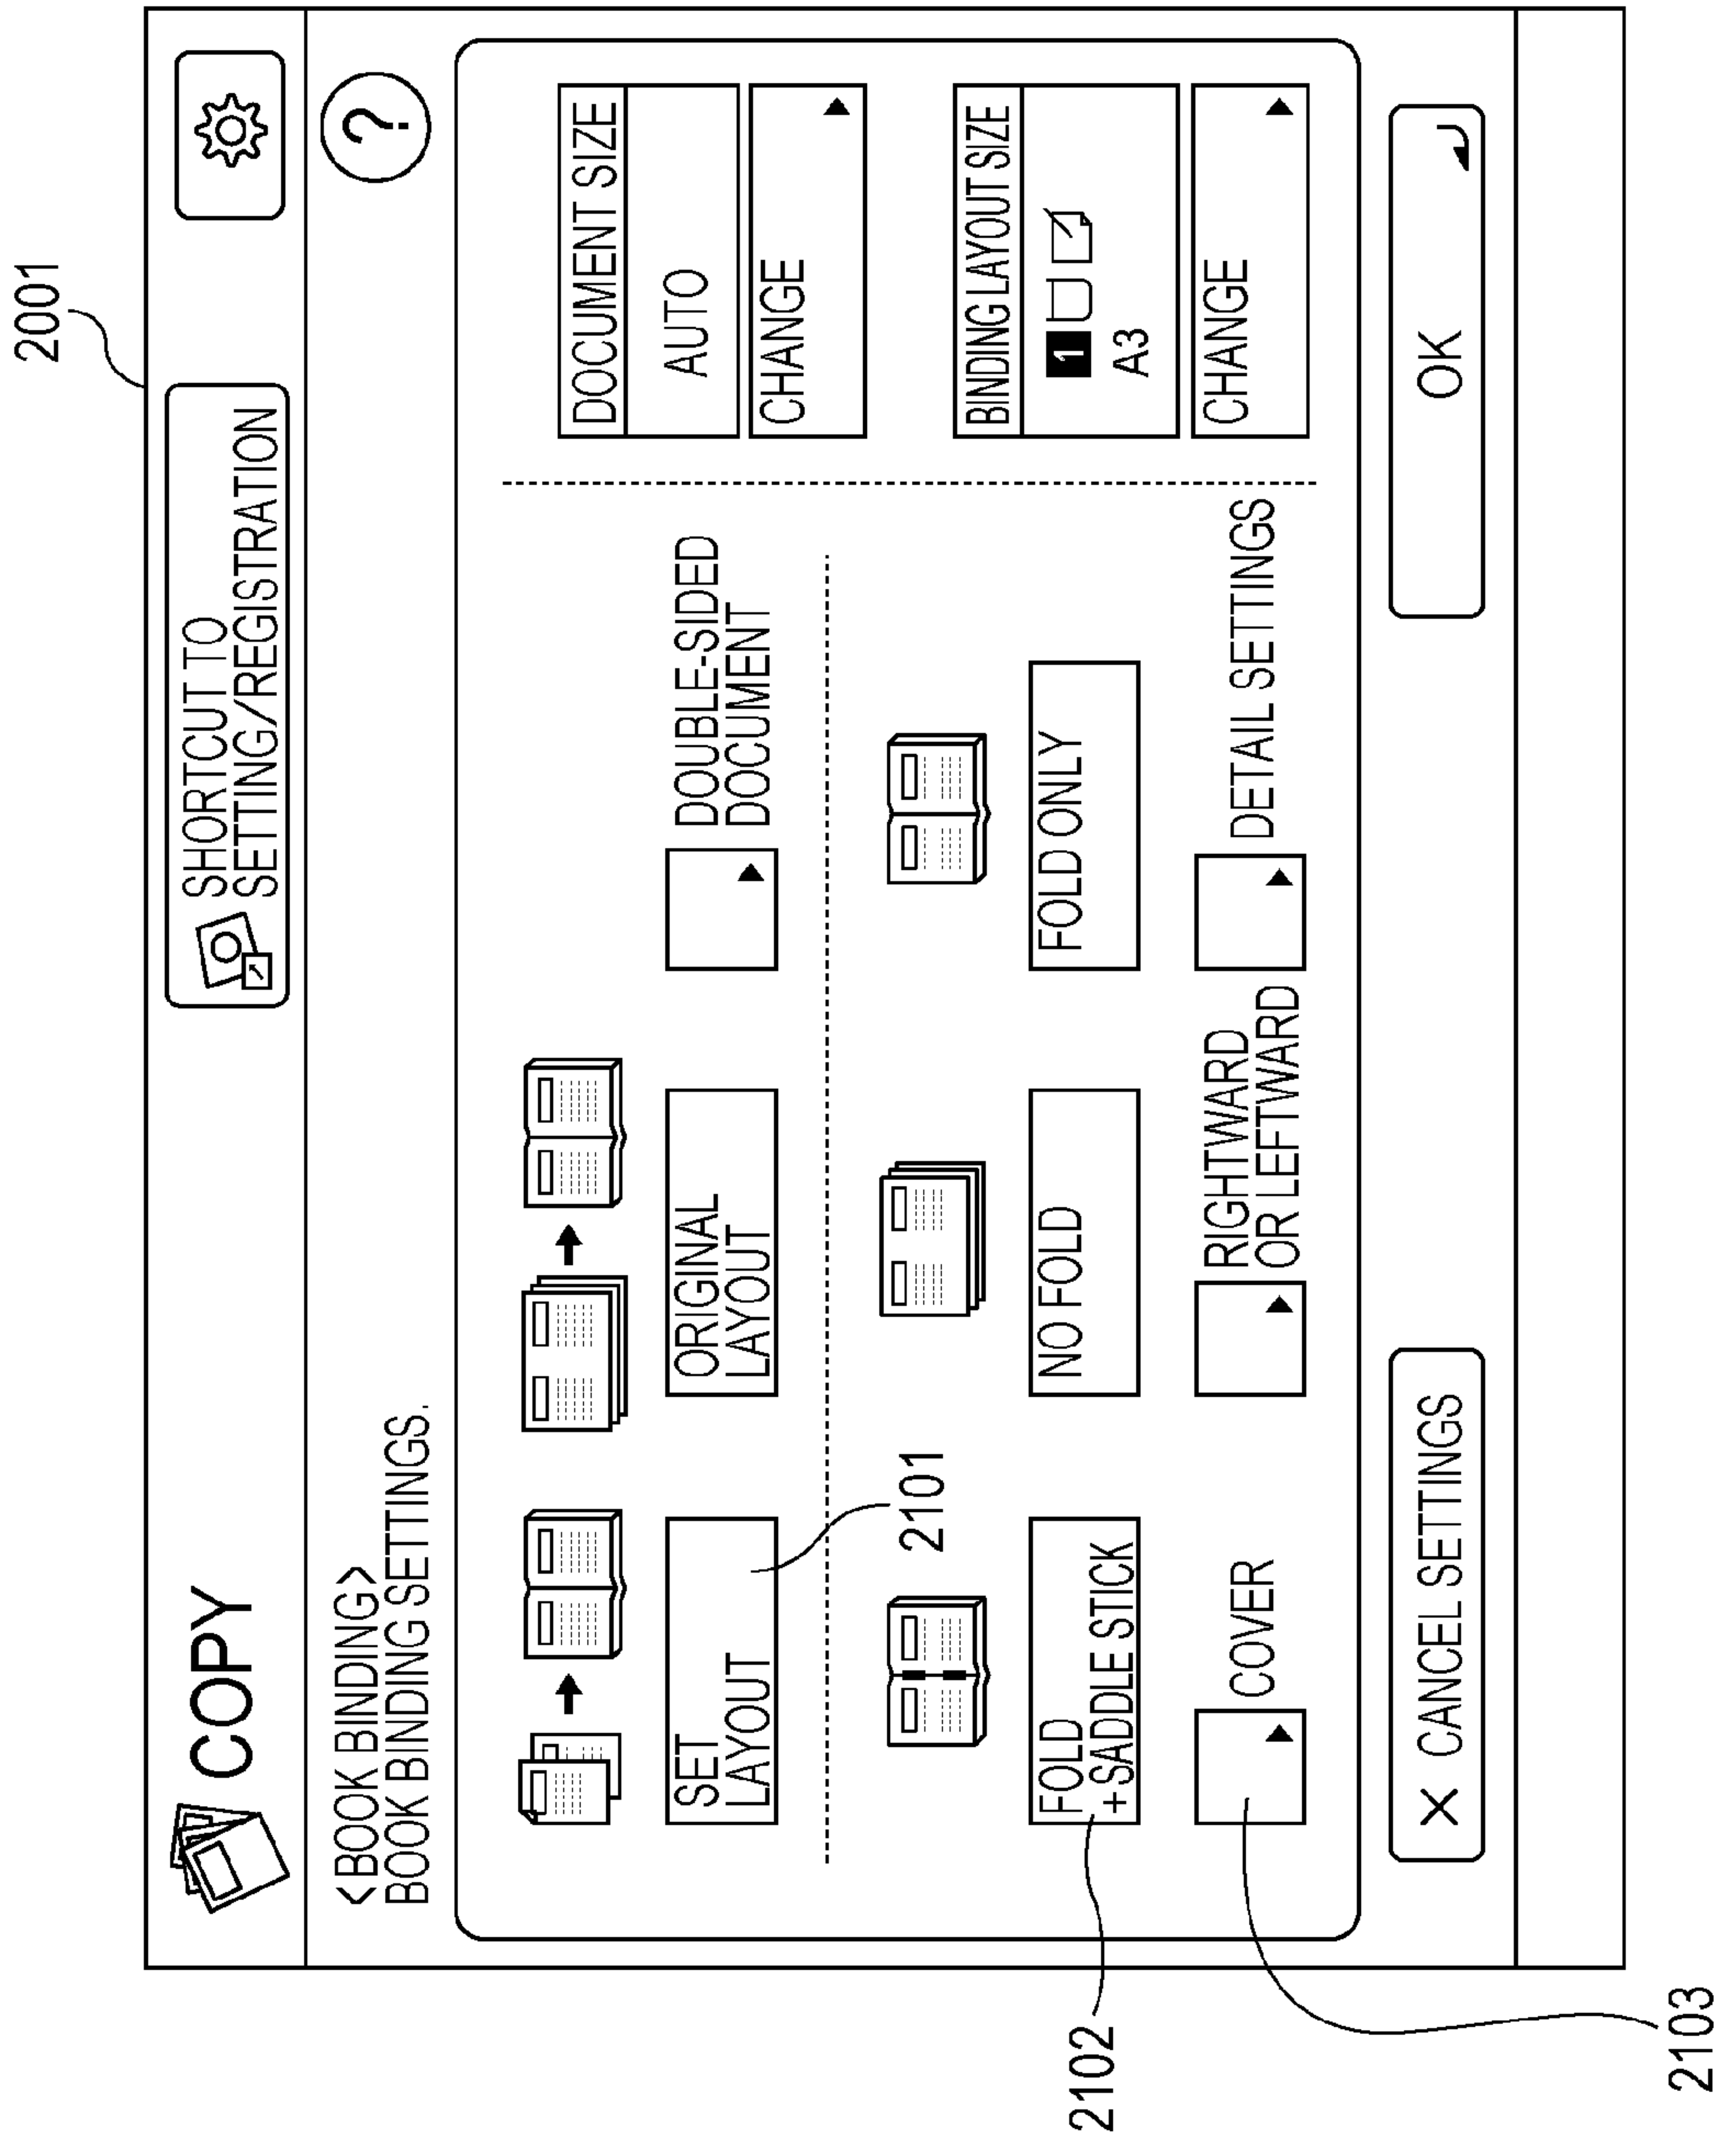 2001
COPY
SHORTCUT TO
SETTING/REGISTRATION
<BOOK BINDING>
BOOK BINDING SETTINGS.
?
SET
LAYOUT
ORIGINAL
LAYOUT
DOUBLE-SIDED
DOCUMENT
2101
FOLD
+SADDLE STICK
NO FOLD
FOLD ONLY
COVER
RIGHTWARD
OR LEFTWARD
DETAIL SETTINGS
DOCUMENT SIZE
AUTO
CHANGE
BINDING LAYOUT SIZE
1
A3
CHANGE
X CANCEL SETTINGS
OK
2102
2103